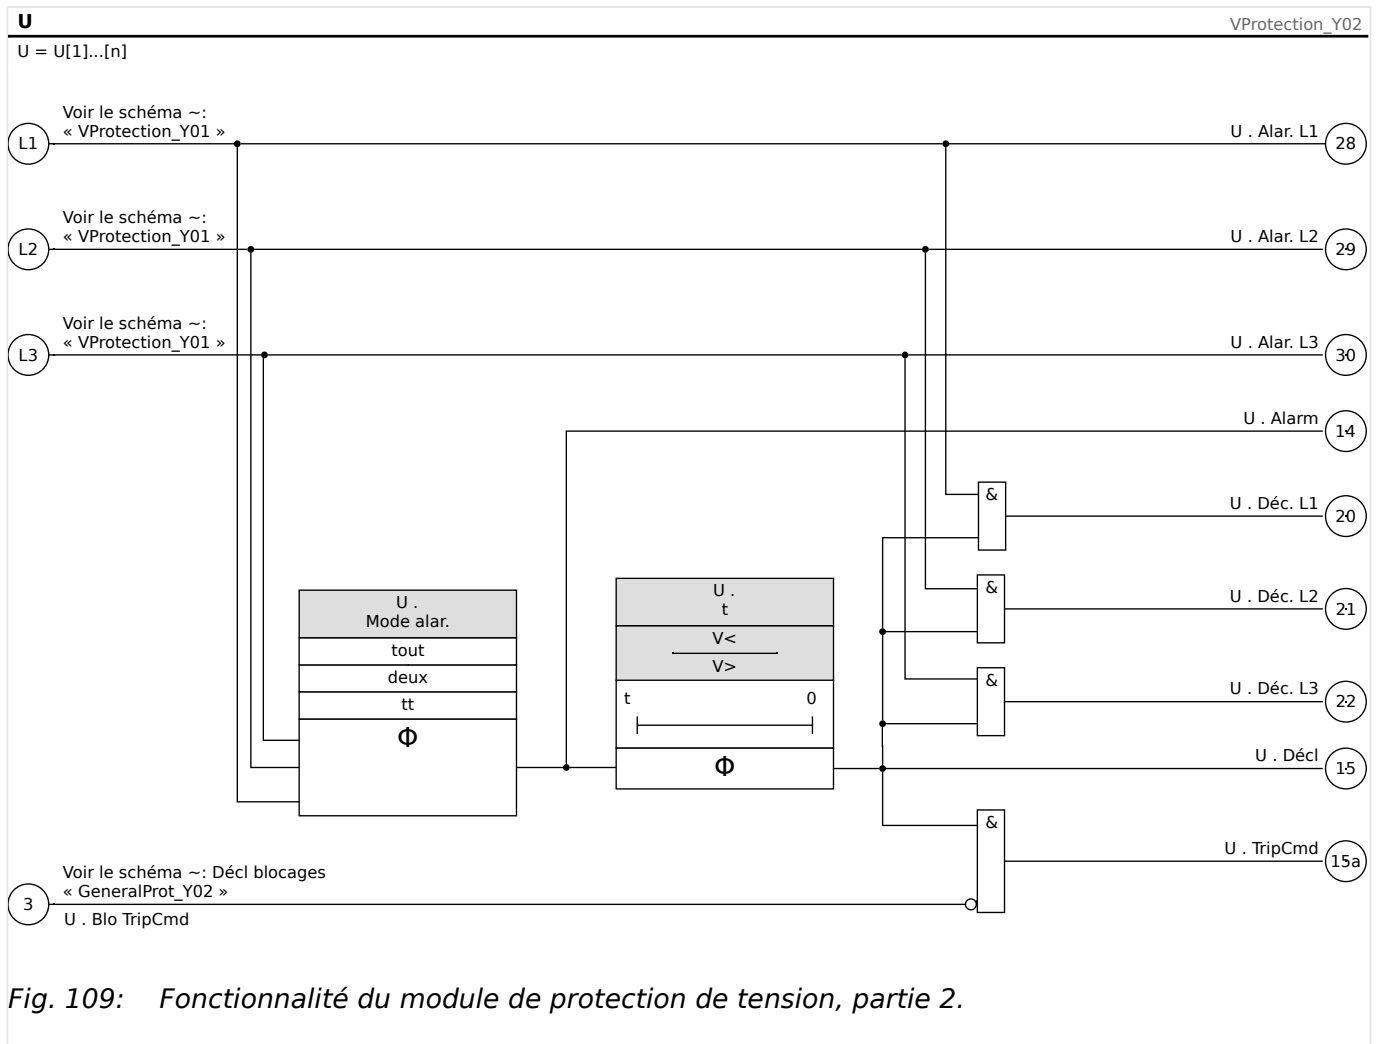 U
VProtection_Y02
U = U[1]...[n]
Voir le schéma ~:
« VProtection_Y01 »
L1
U . Alar. L1
28
Voir le schéma ~:
« VProtection_Y01 »
L2
U . Alar. L2
29
Voir le schéma ~:
« VProtection_Y01 »
L3
U . Alar. L3
30
U . Alarm
14
&
U . Déc. L1
20
&
U . Déc. L2
21
&
U . Déc. L3
22
U .
Mode alar.
tout
deux
tt
Φ
U .
t
V<
V>
t 0
Φ
U . Décl
15
&
U . TripCmd
15a
Voir le schéma ~: Décl blocages
« GeneralProt_Y02 »
3
U . Blo TripCmd
Fig. 109: Fonctionnalité du module de protection de tension, partie 2.